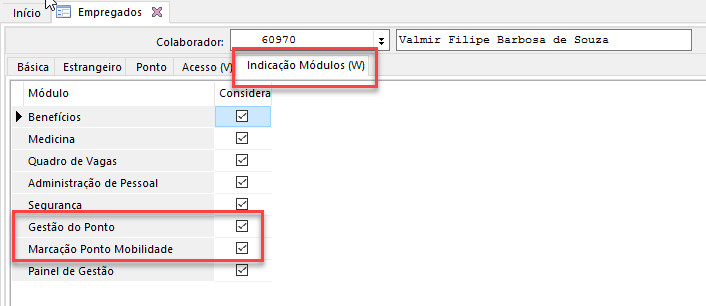 Início Empregados
Colaborador: 60970 Valmir Filipe Barbosa de Souza
Básica Estrangeiro Ponto Acesso (V) Indicação Módulos (W)
Módulo Considera
Benefícios
Medicina
Quadro de Vagas
Administração de Pessoal
Segurança
Gestão do Ponto
Marcação Ponto Mobilidade
Painel de Gestão